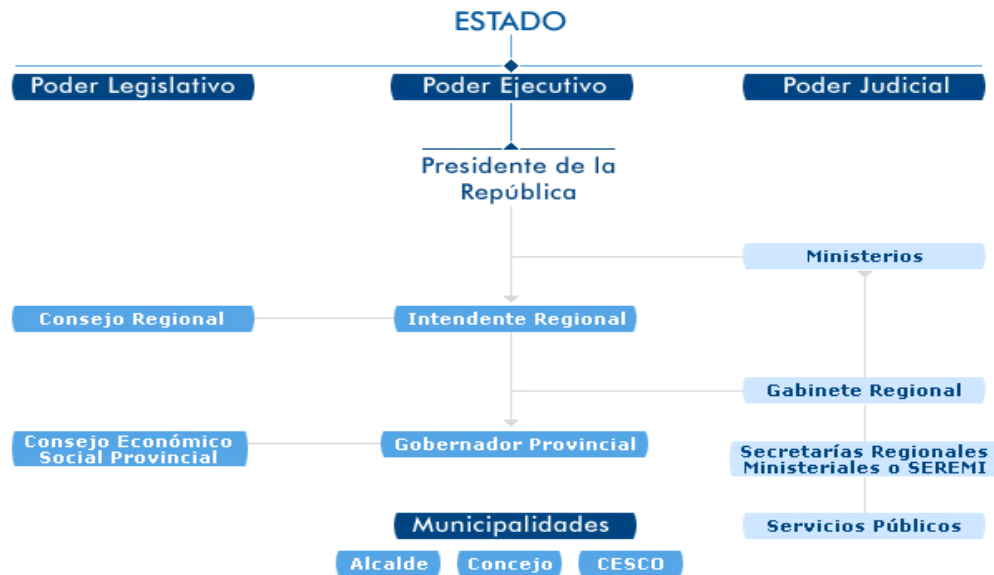 ESTADO
Poder Legislativo
Poder Ejecutivo
Poder Judicial
Presidente de la
República
Ministerios
Consejo Regional
Intendente Regional
Gabinete Regional
Consejo Económico
Social Provincial
Gobernador Provincial
Secretarías Regionales
Ministeriales o SEREMI
Municipalidades
Servicios Públicos
Alcalde
Concejo
CESCO